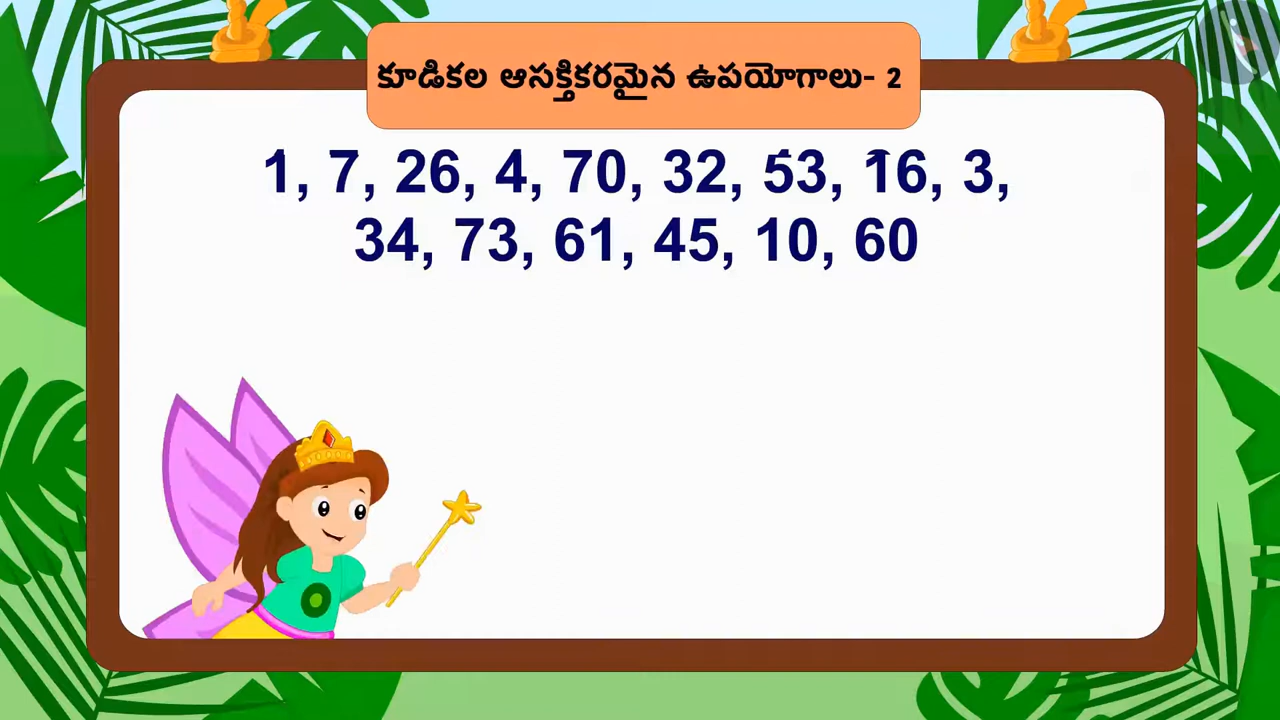 కూడికల ఆసక్తికరమైన ఉపయోగాలు- 2
1, 7, 26, 4, 70, 32, 53, 16, 3,
34, 73, 61, 45, 10, 60